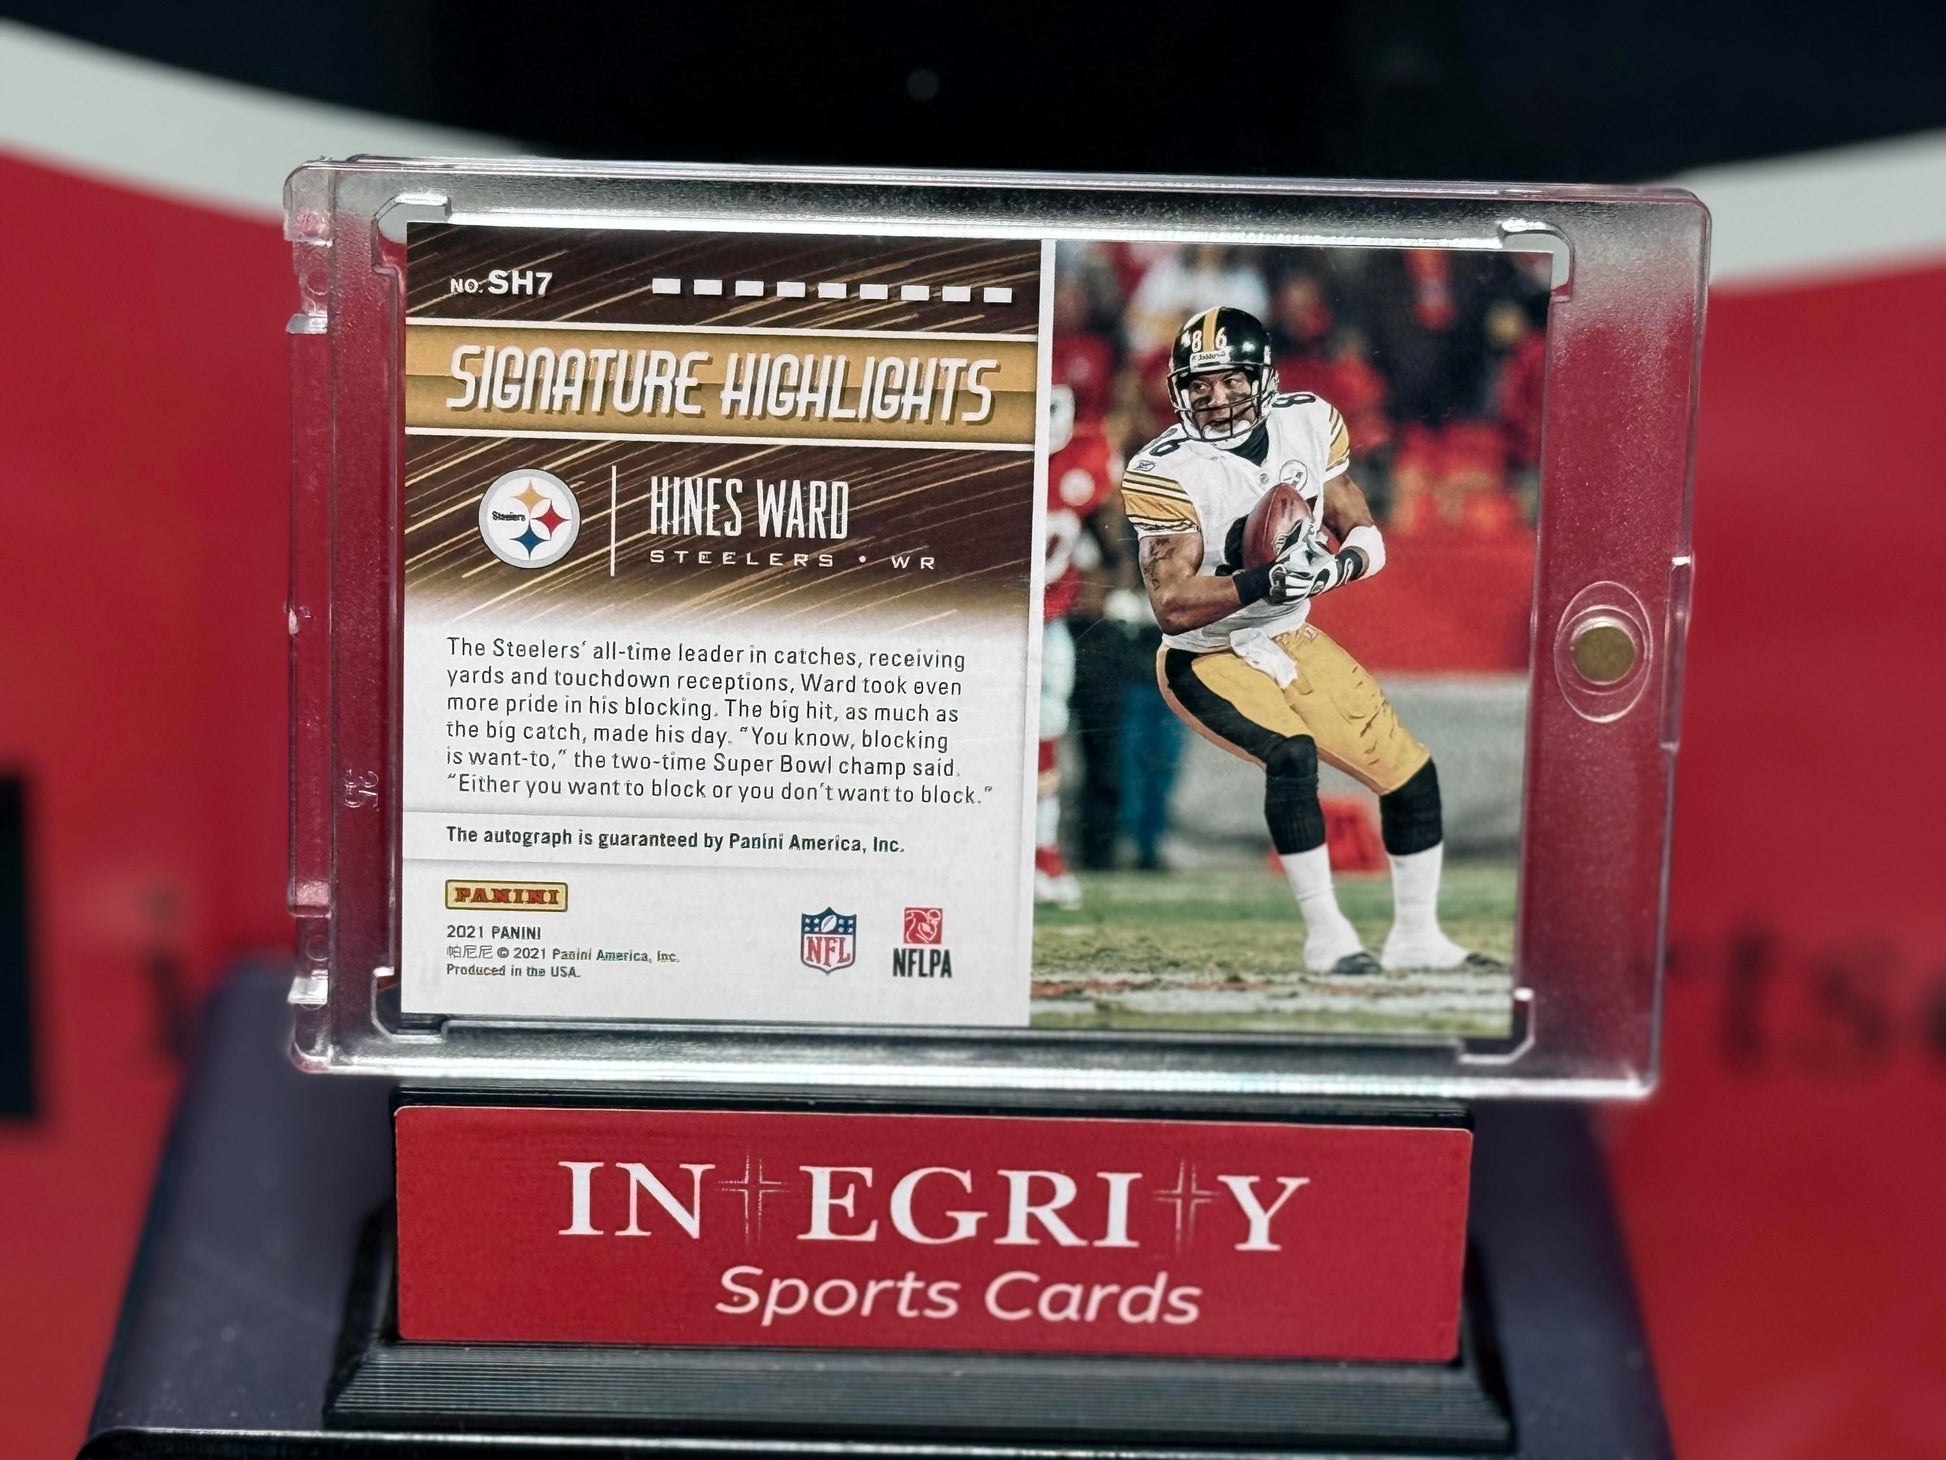 NO. SH7
SIGNATURE HIGHLIGHTS
Steelers
HINES WARD
STEELERS • WR
The Steelers' all-time leader in catches, receiving
yards and touchdown receptions, Ward took even
more pride in his blocking. The big hit, as much as
the big catch, made his day. "You know, blocking
is want-to," the two-time Super Bowl champ said.
"Either you want to block or you don't want to block."
The autograph is guaranteed by Panini America, Inc.
PANINI
2021 PANINI
帕尼尼 © 2021 Panini America, Inc.
Produced in the USA.
NFL
NFLPA
86
86
INTEGRITY
Sports Cards